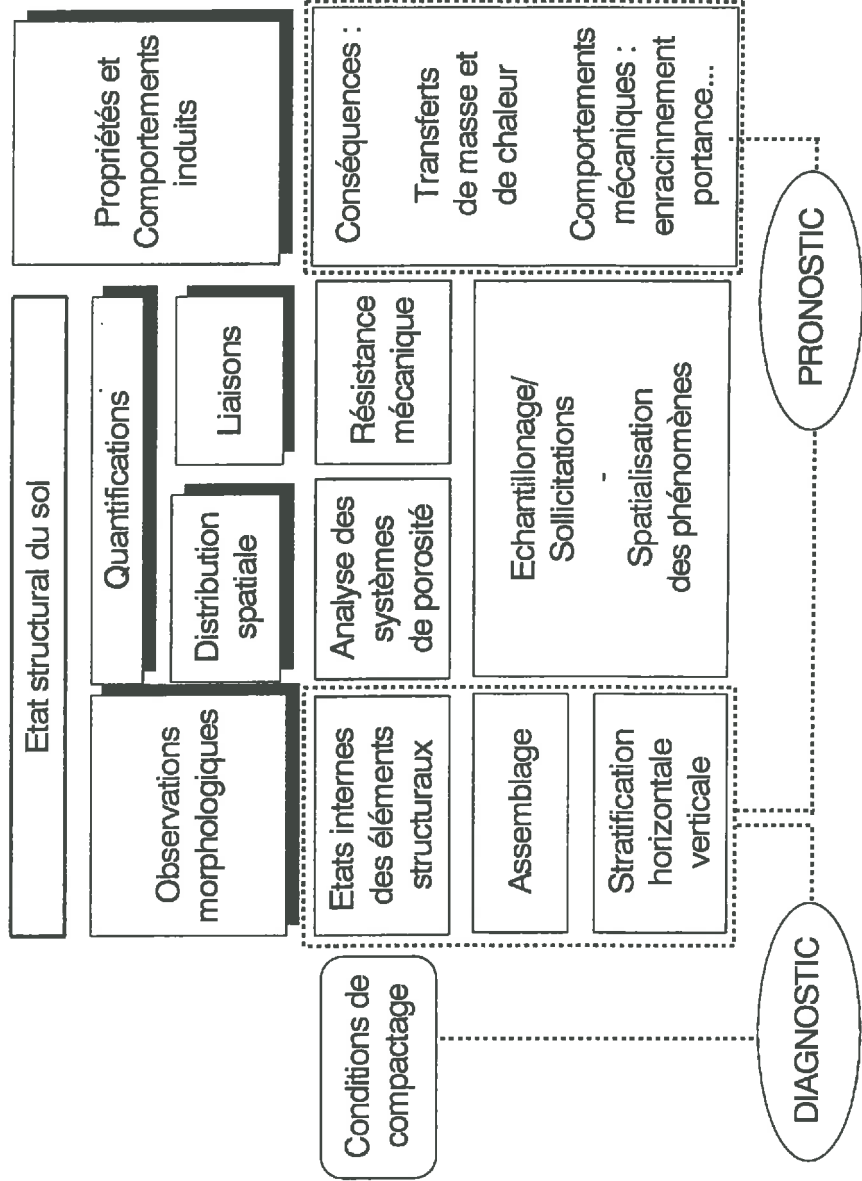 Etat structural du sol
Observations
morphologiques
Quantifications
Distribution
spatiale
Liaisons
Propriétés et
Comportements
induits
Conditions de
compactage
Etats internes
des éléments
structuraux
Assemblage
Stratification
horizontale
verticale
Analyse des
systèmes
de porosité
Résistance
mécanique
Echantillonage/
Sollicitations
-
Spatialisation
des phénomènes
Conséquences :
Transferts
de masse et
de chaleur
Comportements
mécaniques :
enracinnement
portance...
DIAGNOSTIC
PRONOSTIC